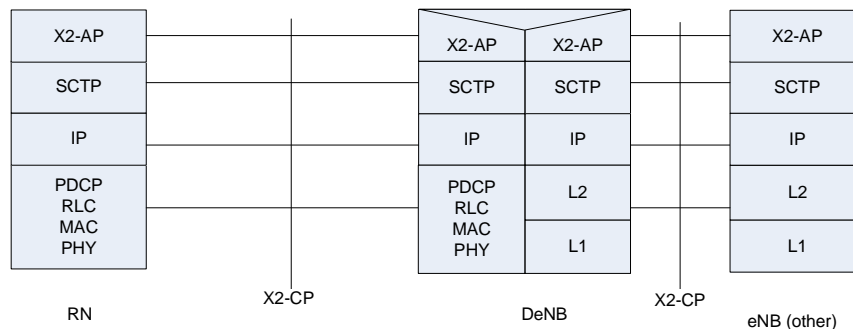 X2-AP
SCTP
IP
PDCP
RLC
MAC
PHY
RN
X2-CP
X2-AP X2-AP
SCTP SCTP
IP IP
PDCP
RLC
MAC
PHY
L2
L1
DeNB
X2-CP
X2-AP
SCTP
IP
L2
L1
eNB (other)